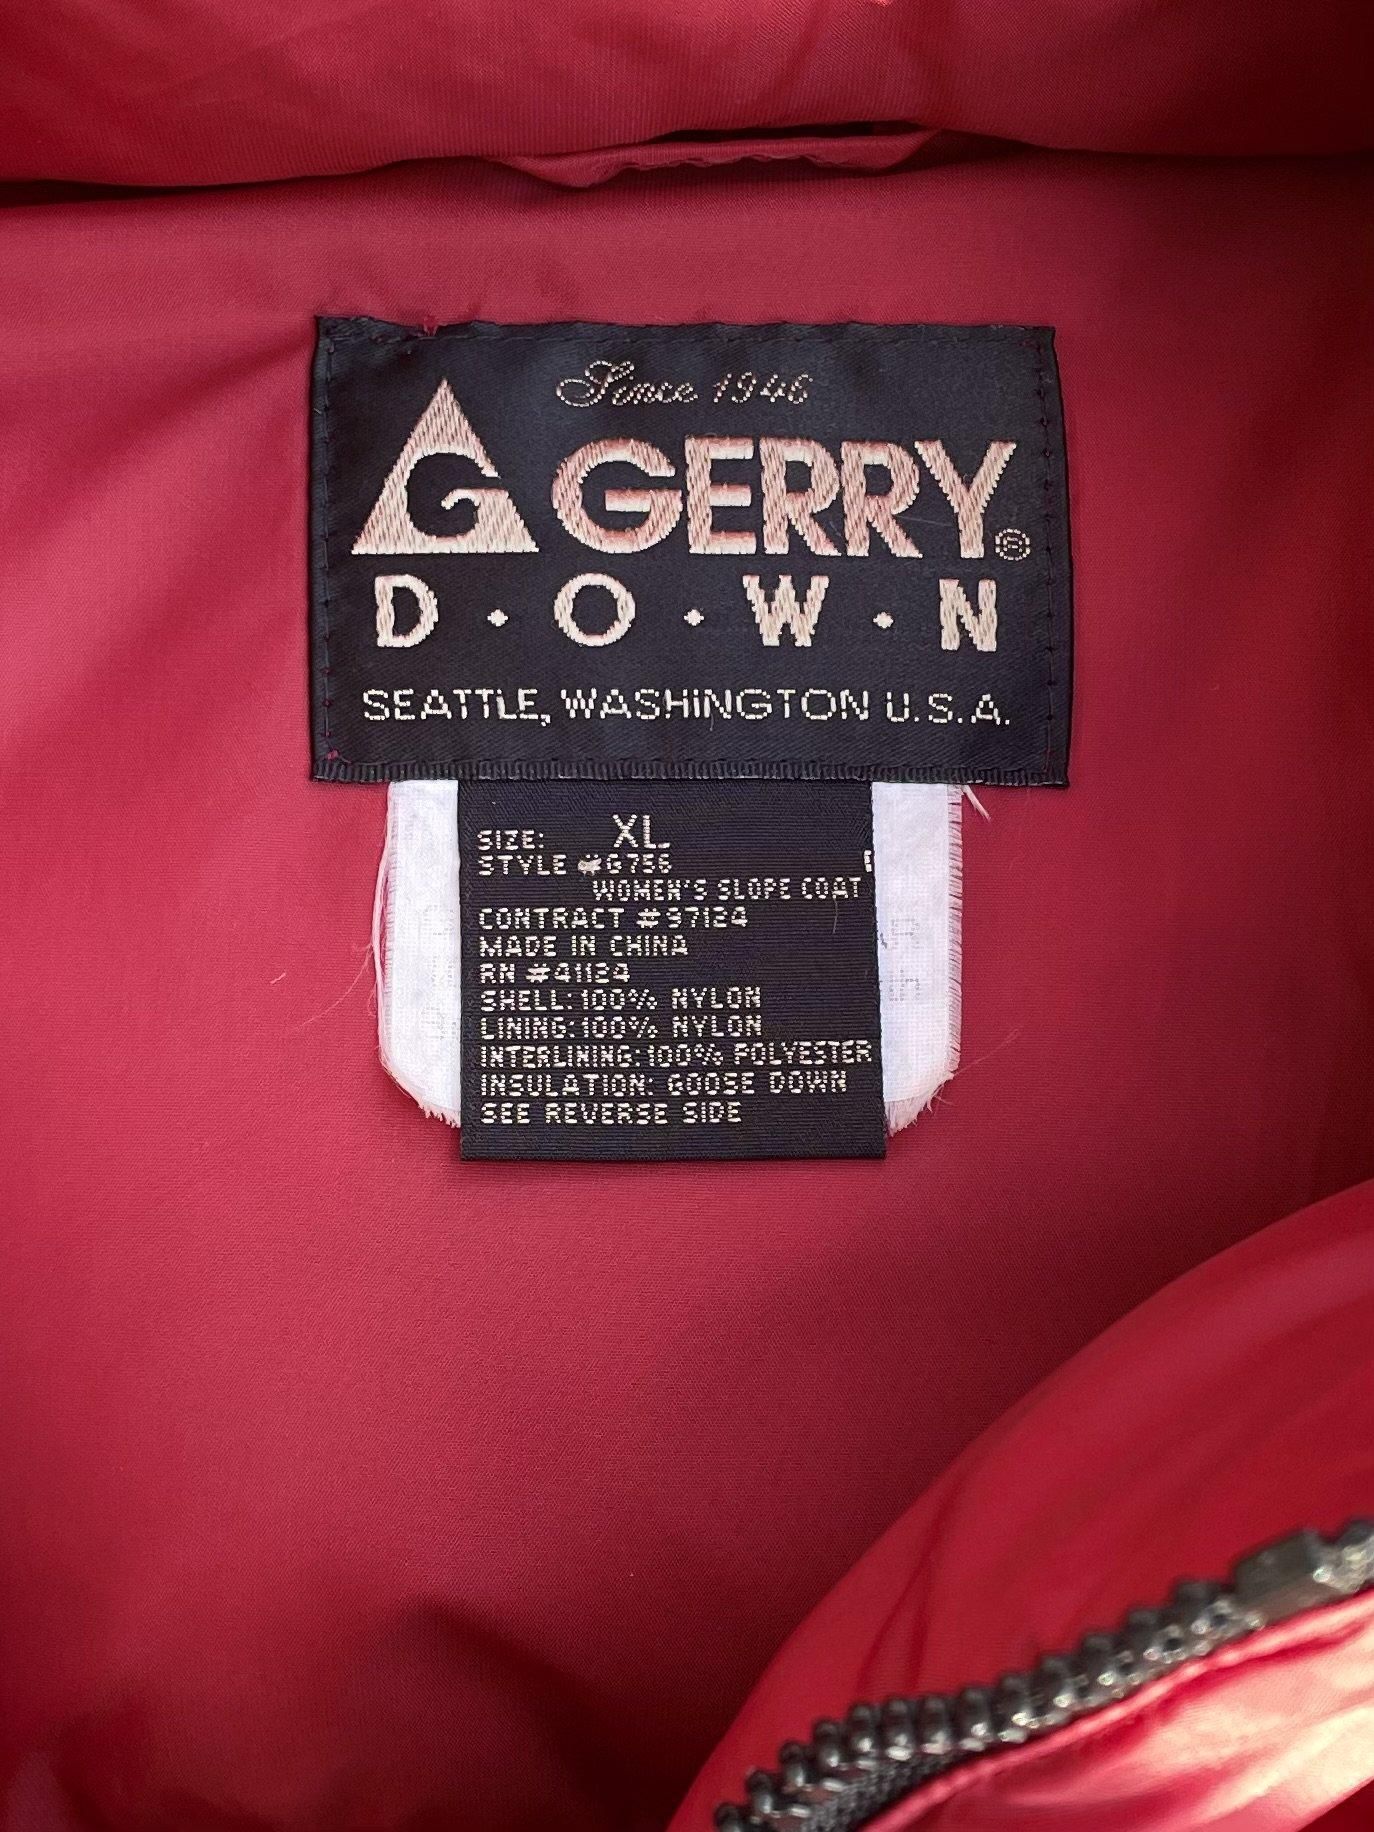 Since 1946
G GERRY®
D·O·W·N
SEATTLE, WASHINGTON U.S.A.
SIZE: XL
STYLE #G756
WOMEN'S SLOPE COAT
CONTRACT #97124
MADE IN CHINA
RN #41124
SHELL: 100% NYLON
LINING: 100% NYLON
INTERLINING: 100% POLYESTER
INSULATION: GOOSE DOWN
SEE REVERSE SIDE